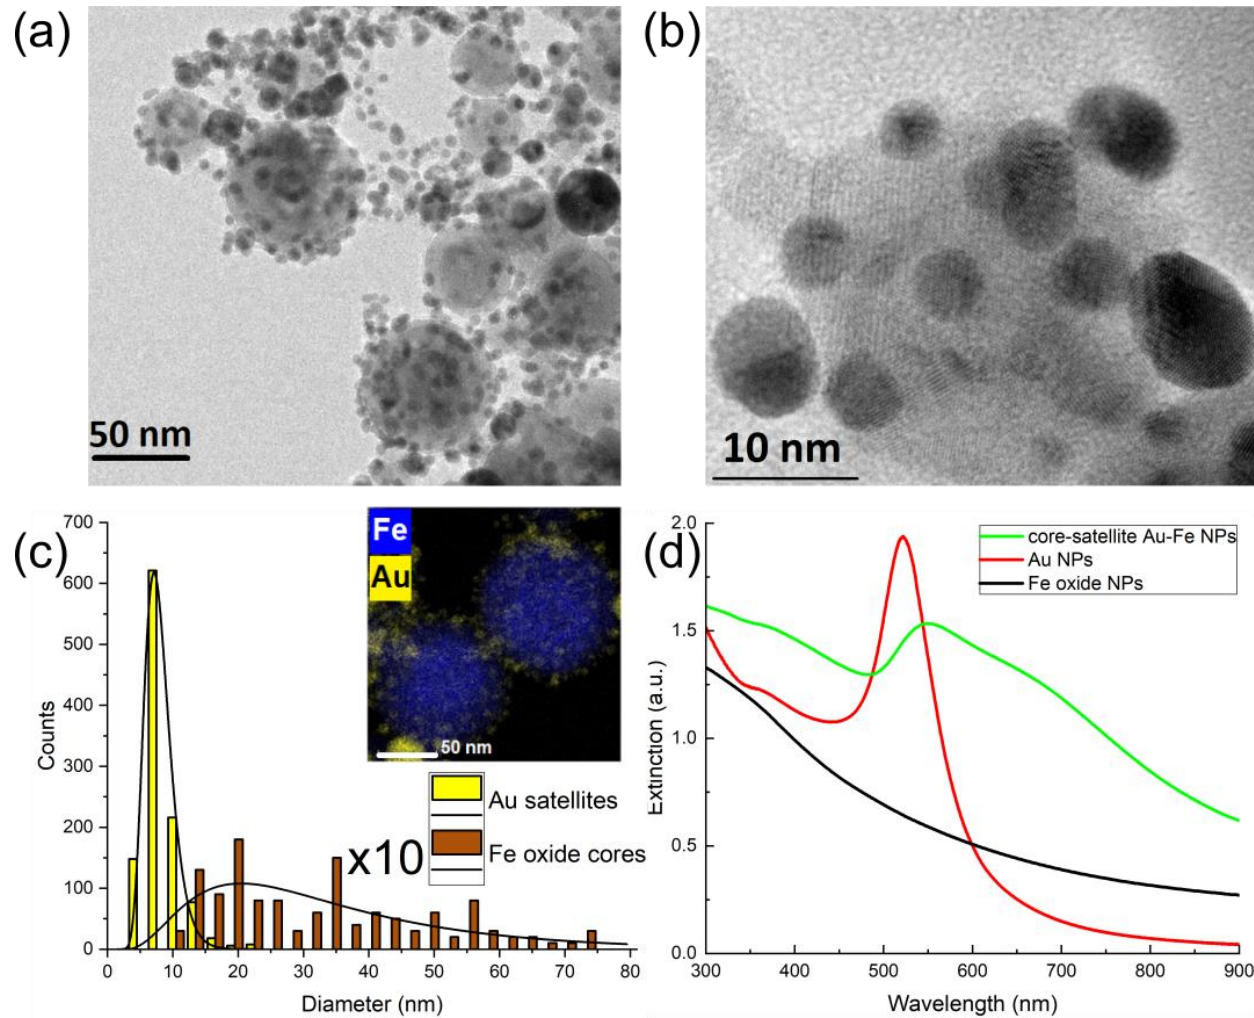 (a)
50 nm
(b)
10 nm
(c)
700
600
500
400
300
200
100
0
Counts
0 10 20 30 40 50 60 70 80
Diameter (nm)
Fe
Au
50 nm
Au satellites
x10
Fe oxide cores
(d)
2.0
1.5
1.0
0.5
0.0
Extinction (a.u.)
300 400 500 600 700 800 900
Wavelength (nm)
core-satellite Au-Fe NPs
Au NPs
Fe oxide NPs